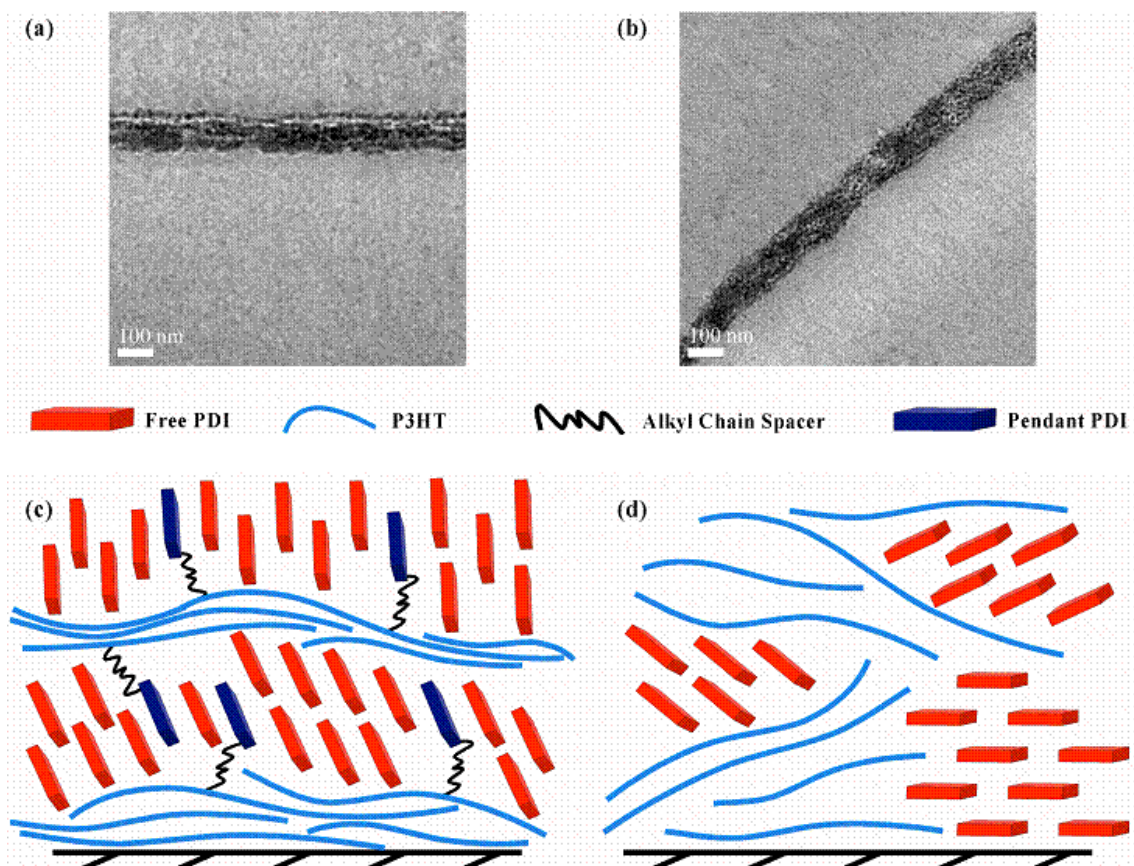 (a)
(b)
100 nm
100 nm
Free PDI
P3HT
Alkyl Chain Spacer
Pendant PDI
(c)
(d)